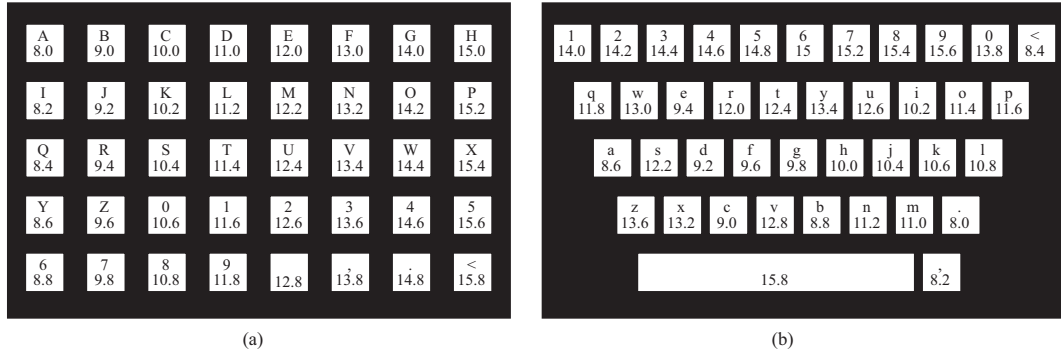 A B C D E F G H
8.0 9.0 10.0 11.0 12.0 13.0 14.0 15.0
I J K L M N O P
8.2 9.2 10.2 11.2 12.2 13.2 14.2 15.2
Q R S T U V W X
8.4 9.4 10.4 11.4 12.4 13.4 14.4 15.4
Y Z 0 1 2 3 4 5
8.6 9.6 10.6 11.6 12.6 13.6 14.6 15.6
6 7 8 9 , . <
8.8 9.8 10.8 11.8 12.8 13.8 14.8 15.8
(a)
1 2 3 4 5 6 7 8 9 0 <
14.0 14.2 14.4 14.6 14.8 15 15.2 15.4 15.6 13.8 8.4
q w e r t y u i o p
11.8 13.0 9.4 12.0 12.4 13.4 12.6 10.2 11.4 11.6
a s d f g h j k l
8.6 12.2 9.2 9.6 9.8 10.0 10.4 10.6 10.8
z x c v b n m .
13.6 13.2 9.0 12.8 8.8 11.2 11.0 8.0
,
15.8 8.2
(b)